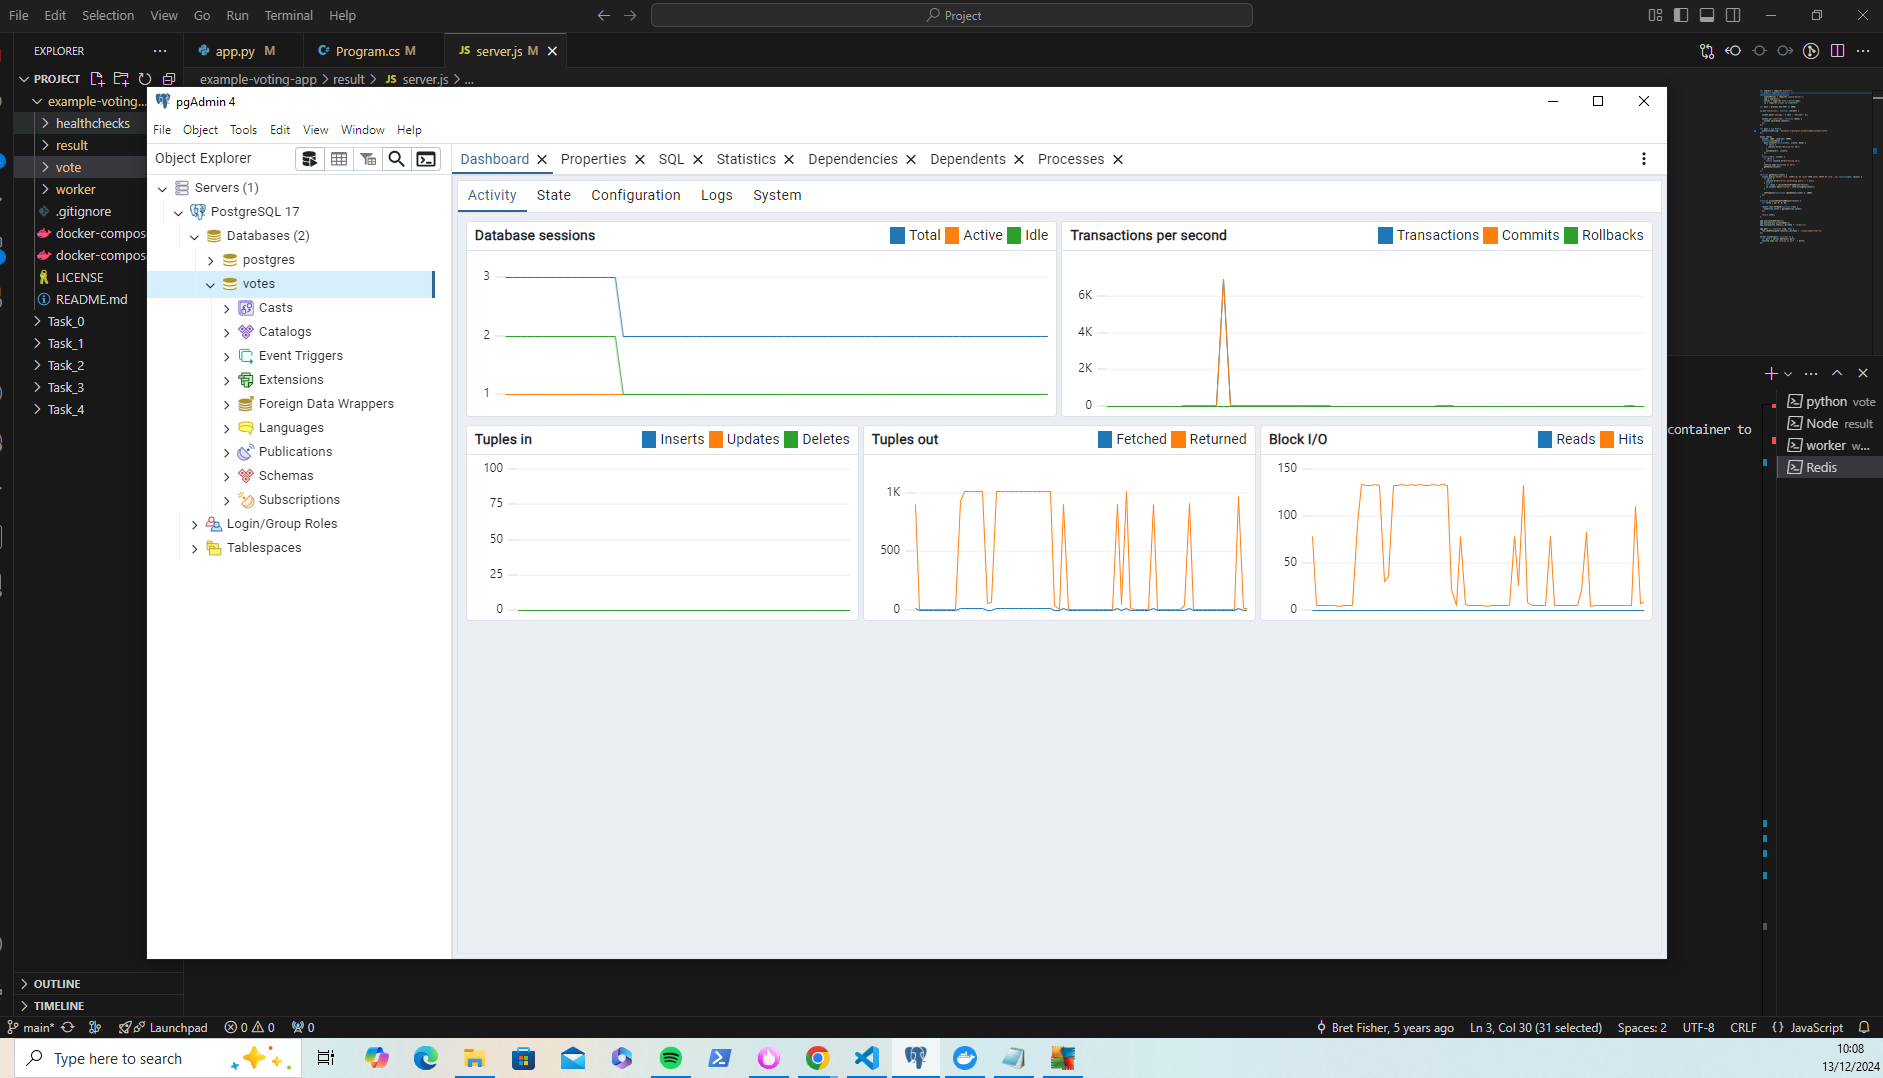 File Edit Selection View Go Run Terminal Help
Project
EXPLORER
app.py M
Program.cs M
JS server.js M
PROJECT
example-voting-app > result > JS server.js > ...
example-voting...
healthchecks
result
vote
worker
.gitignore
docker-compos
docker-compos
LICENSE
README.md
Task_0
Task_1
Task_2
Task_3
Task_4
pgAdmin 4
File Object Tools Edit View Window Help
Object Explorer
Dashboard Properties SQL Statistics Dependencies Dependents Processes
Servers (1)
PostgreSQL 17
Databases (2)
postgres
votes
Casts
Catalogs
Event Triggers
Extensions
Foreign Data Wrappers
Languages
Publications
Schemas
Subscriptions
Login/Group Roles
Tablespaces
Activity State Configuration Logs System
Database sessions Total Active Idle
3
2
1
Transactions per second Transactions Commits Rollbacks
6K
4K
2K
0
Tuples in Inserts Updates Deletes
100
75
50
25
0
Tuples out Fetched Returned
1K
500
0
Block I/O Reads Hits
150
100
50
0
container to
python vote
Node result
worker w...
Redis
OUTLINE
TIMELINE
main* Launchpad 0 0 0
Bret Fisher, 5 years ago Ln 3, Col 30 (31 selected) Spaces: 2 UTF-8 CRLF {} JavaScript
Type here to search
10:08
13/12/2024